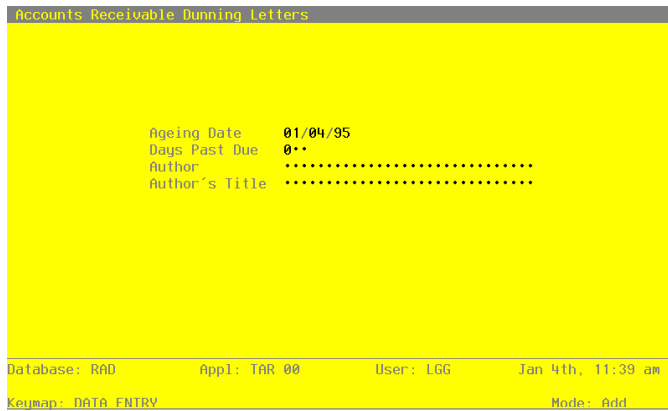 Accounts Receivable Dunning Letters
Ageing Date 01/04/95
Days Past Due 0••
Author ••••••••••••••••••••••••••••••
Author´s Title ••••••••••••••••••••••••••••••
Database: RAD Appl: TAR 00 User: LGG Jan 4th, 11:39 am
Keymap: DATA ENTRY Mode: Add